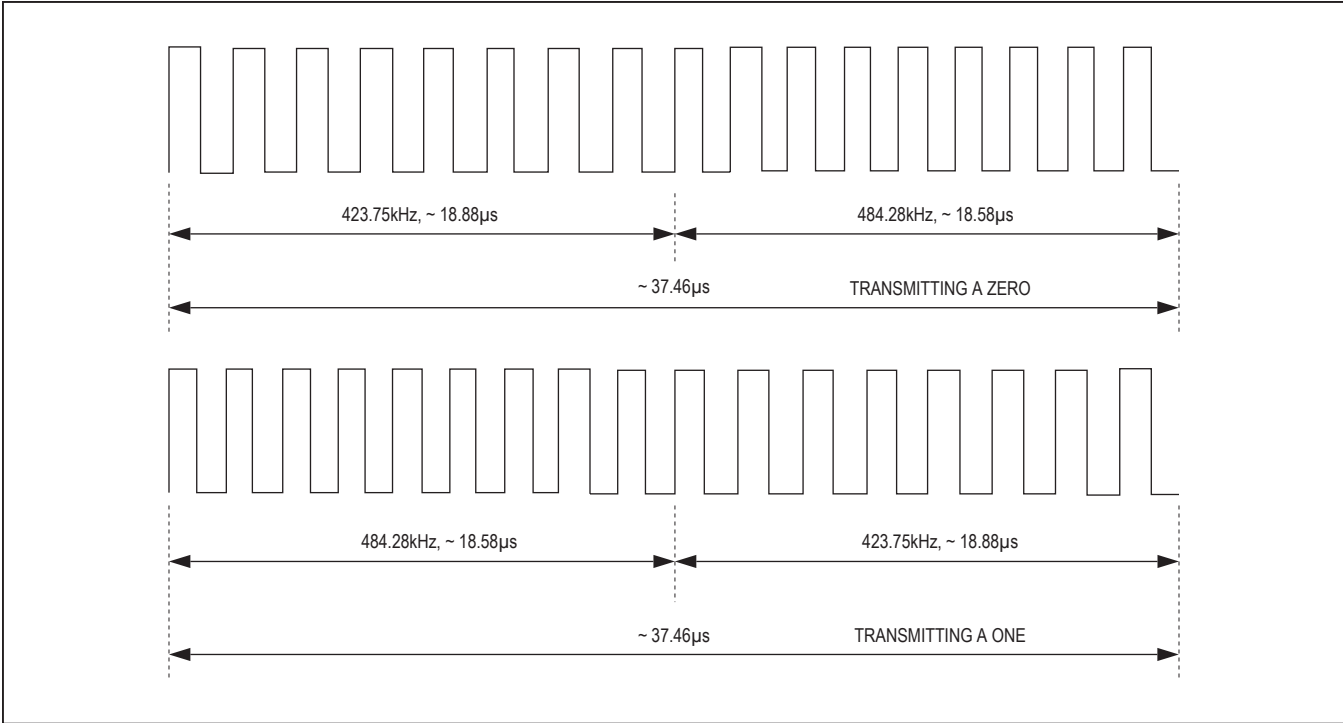 423.75kHz, ~ 18.88µs
484.28kHz, ~ 18.58µs
~ 37.46µs
TRANSMITTING A ZERO
484.28kHz, ~ 18.58µs
423.75kHz, ~ 18.88µs
~ 37.46µs
TRANSMITTING A ONE